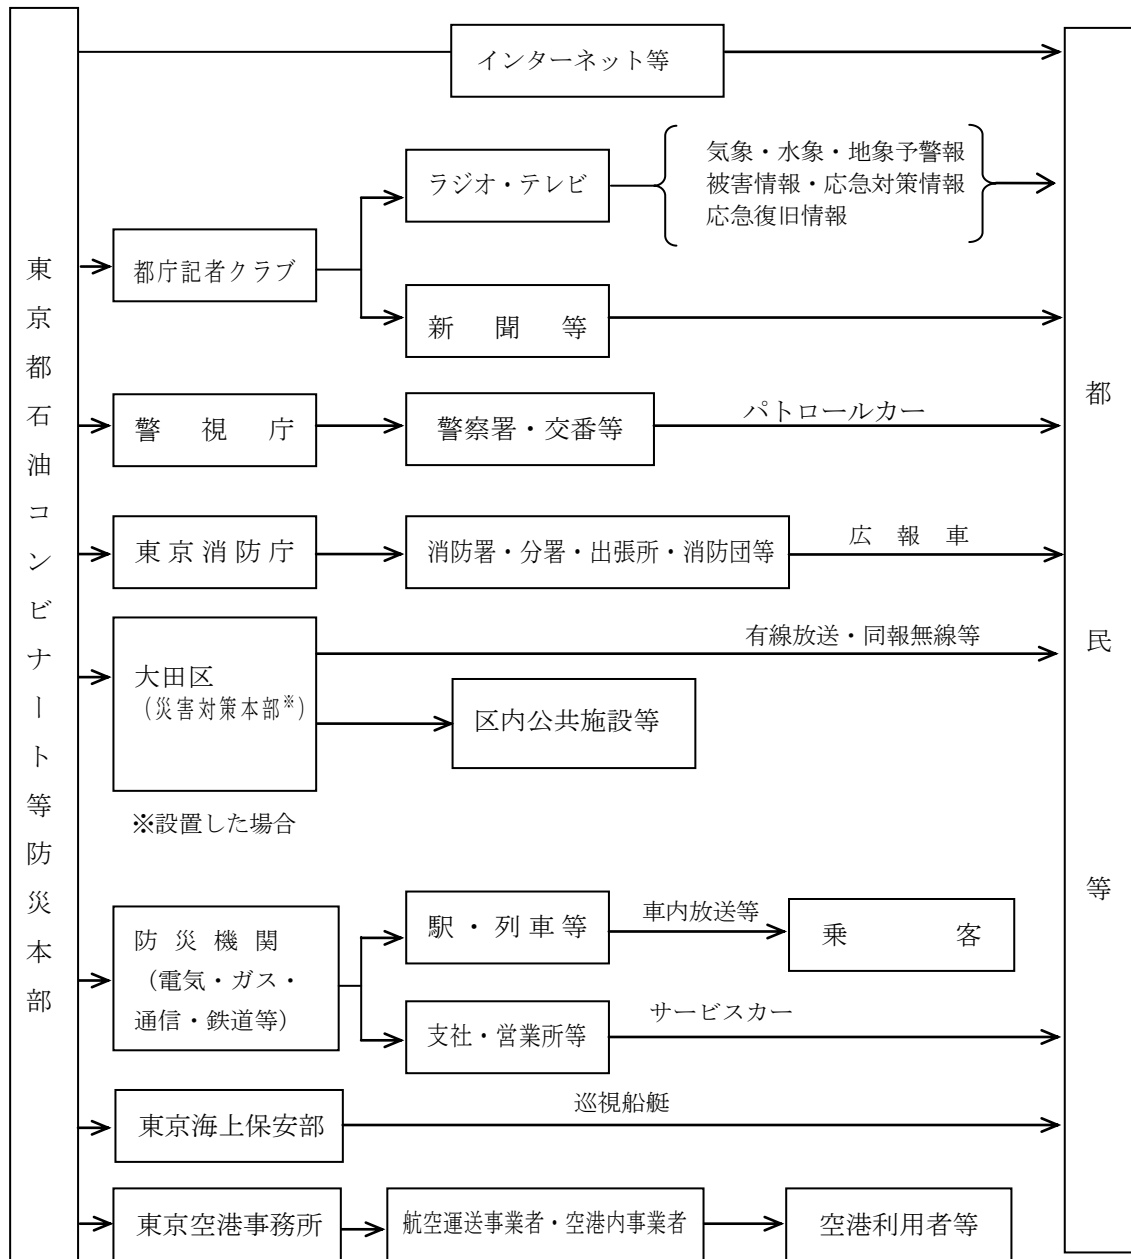 東京都石油コンビナート等防災本部
インターネット等
都庁記者クラブ
ラジオ・テレビ
気象・水象・地象予警報
被害情報・応急対策情報
応急復旧情報
新聞等
警視庁
警察署・交番等
パトロールカー
東京消防庁
消防署・分署・出張所・消防団等
広報車
大田区
(災害対策本部※)
有線放送・同報無線等
区内公共施設等
※設置した場合
防災機関
(電気・ガス・
通信・鉄道等)
駅・列車等
車内放送等
乗客
支社・営業所等
サービスカー
東京海上保安部
巡視船艇
東京空港事務所
航空運送事業者・空港内事業者
空港利用者等
都民等